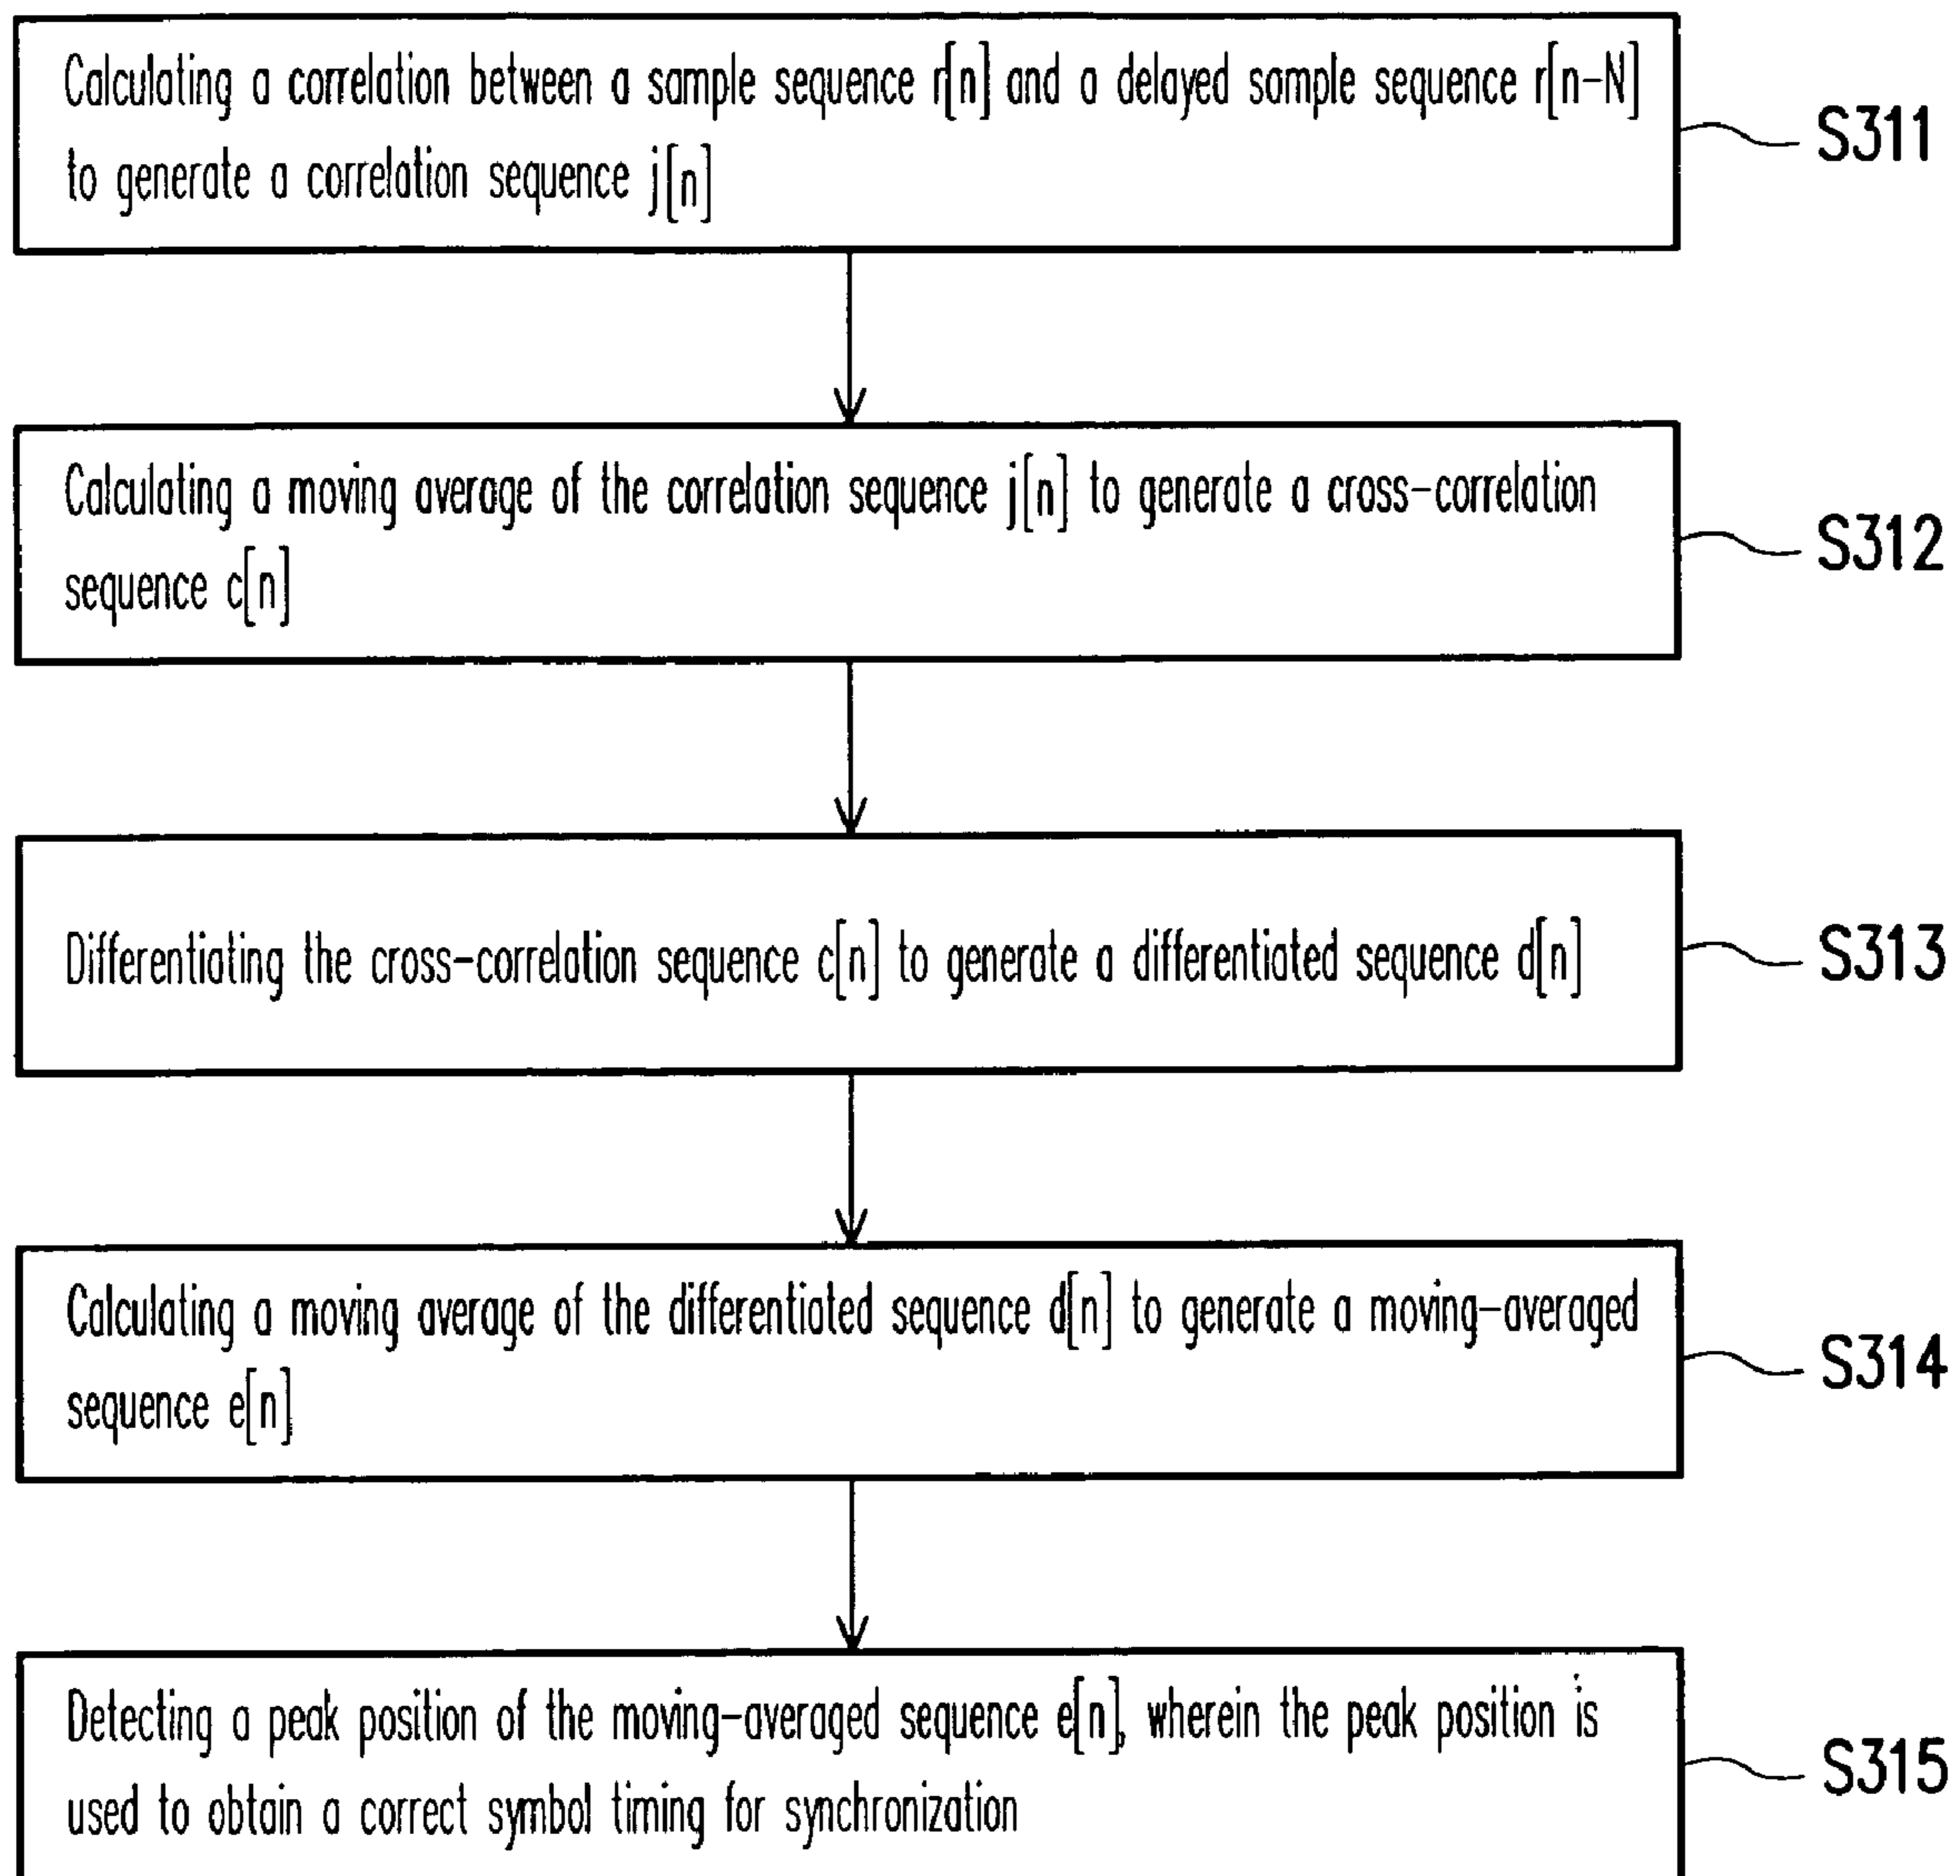 Calculating a correlation between a sample sequence r[n] and a delayed sample sequence r[n-N]
to generate a correlation sequence j[n]
S311
Calculating a moving average of the correlation sequence j[n] to generate a cross-correlation
sequence c[n]
S312
Differentiating the cross-correlation sequence c[n] to generate a differentiated sequence d[n]
S313
Calculating a moving average of the differentiated sequence d[n] to generate a moving-averaged
sequence e[n]
S314
Detecting a peak position of the moving-averaged sequence e[n], wherein the peak position is
used to obtain a correct symbol timing for synchronization
S315